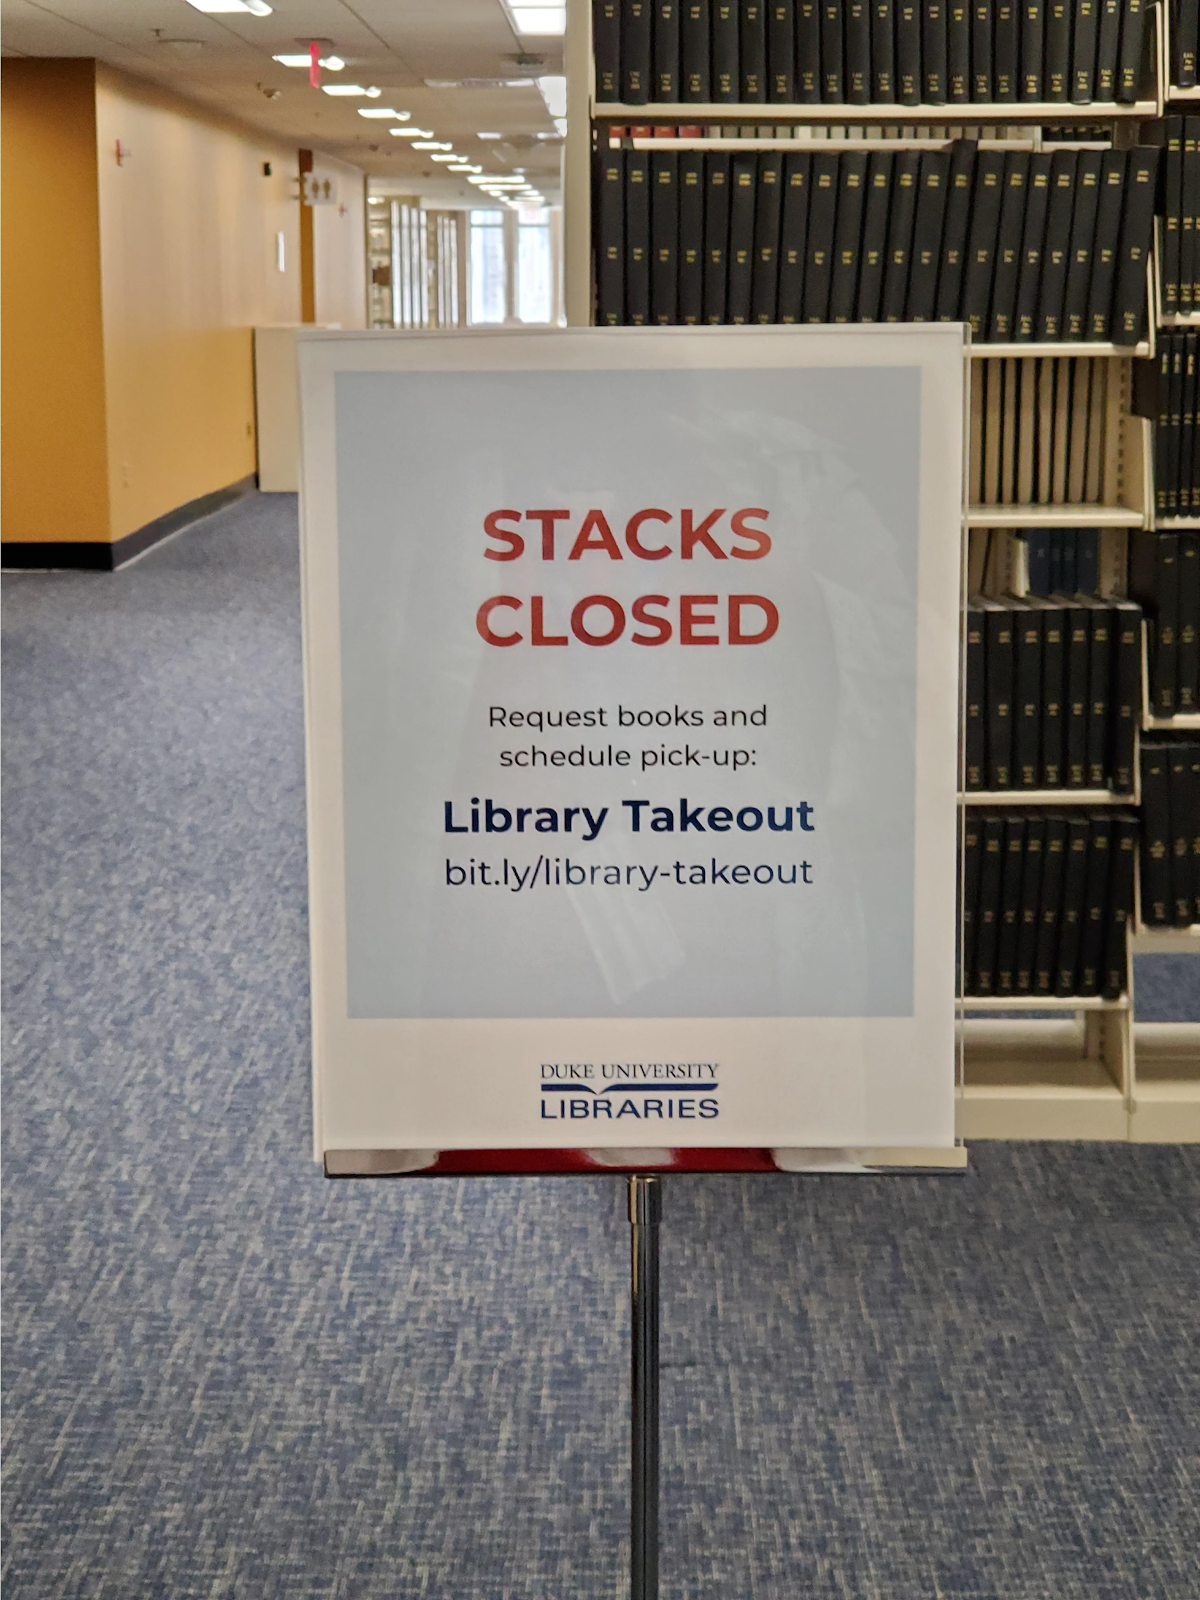 STACKS
CLOSED
Request books and
schedule pick-up:
Library Takeout
bit.ly/library-takeout
DUKE UNIVERSITY
LIBRARIES